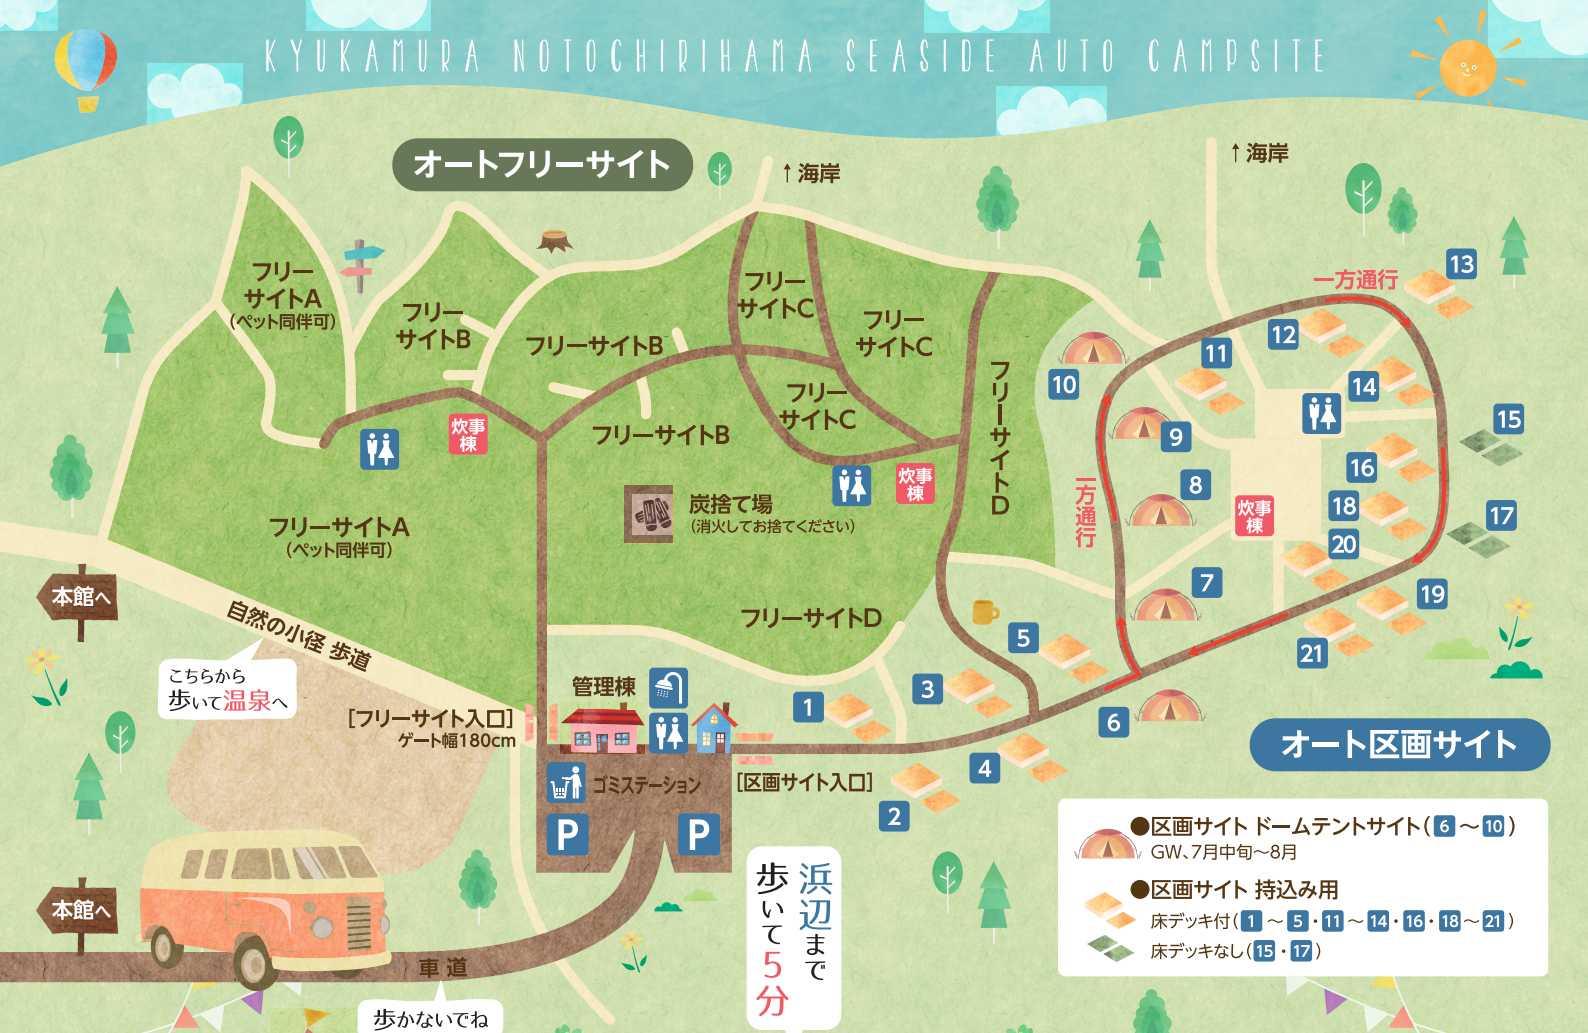 KYUKAMURA NOTOCHIRIHAMA SEASIDE AUTO CAMPSITE
オートフリーサイト
↑海岸
↑海岸
フリー
サイトA
(ペット同伴可)
フリー
サイトB
フリーサイトB
フリー
サイトC
フリー
サイトC
フリー
サイトC
フリーサイトB
フリーサイトD
炊事
棟
炊事
棟
炭捨て場
(消火してお捨てください)
フリーサイトA
(ペット同伴可)
フリーサイトD
一方通行
一方通行
13
12
11
10
14
15
9
16
8
18
17
炊事
棟
20
7
19
5
21
3
1
6
4
2
本館へ
自然の小径 歩道
こちらから
歩いて温泉へ
[フリーサイト入口]
ゲート幅180cm
管理棟
ゴミステーション
[区画サイト入口]
P
P
オート区画サイト
●区画サイト ドームテントサイト(6〜10)
GW、7月中旬〜8月
●区画サイト 持込み用
床デッキ付(1〜5・11〜14・16・18〜21)
床デッキなし(15・17)
浜辺まで
歩いて5分
本館へ
車道
歩かないでね